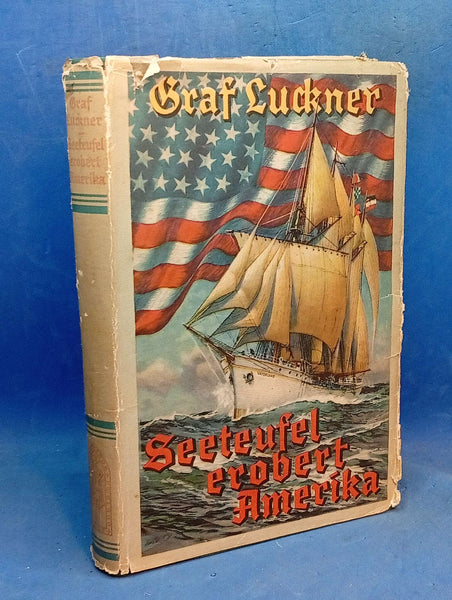 Graf
Luckner
Seeteufel
erobert
Amerika
Graf Luckner
Seeteufel
erobert
Amerika